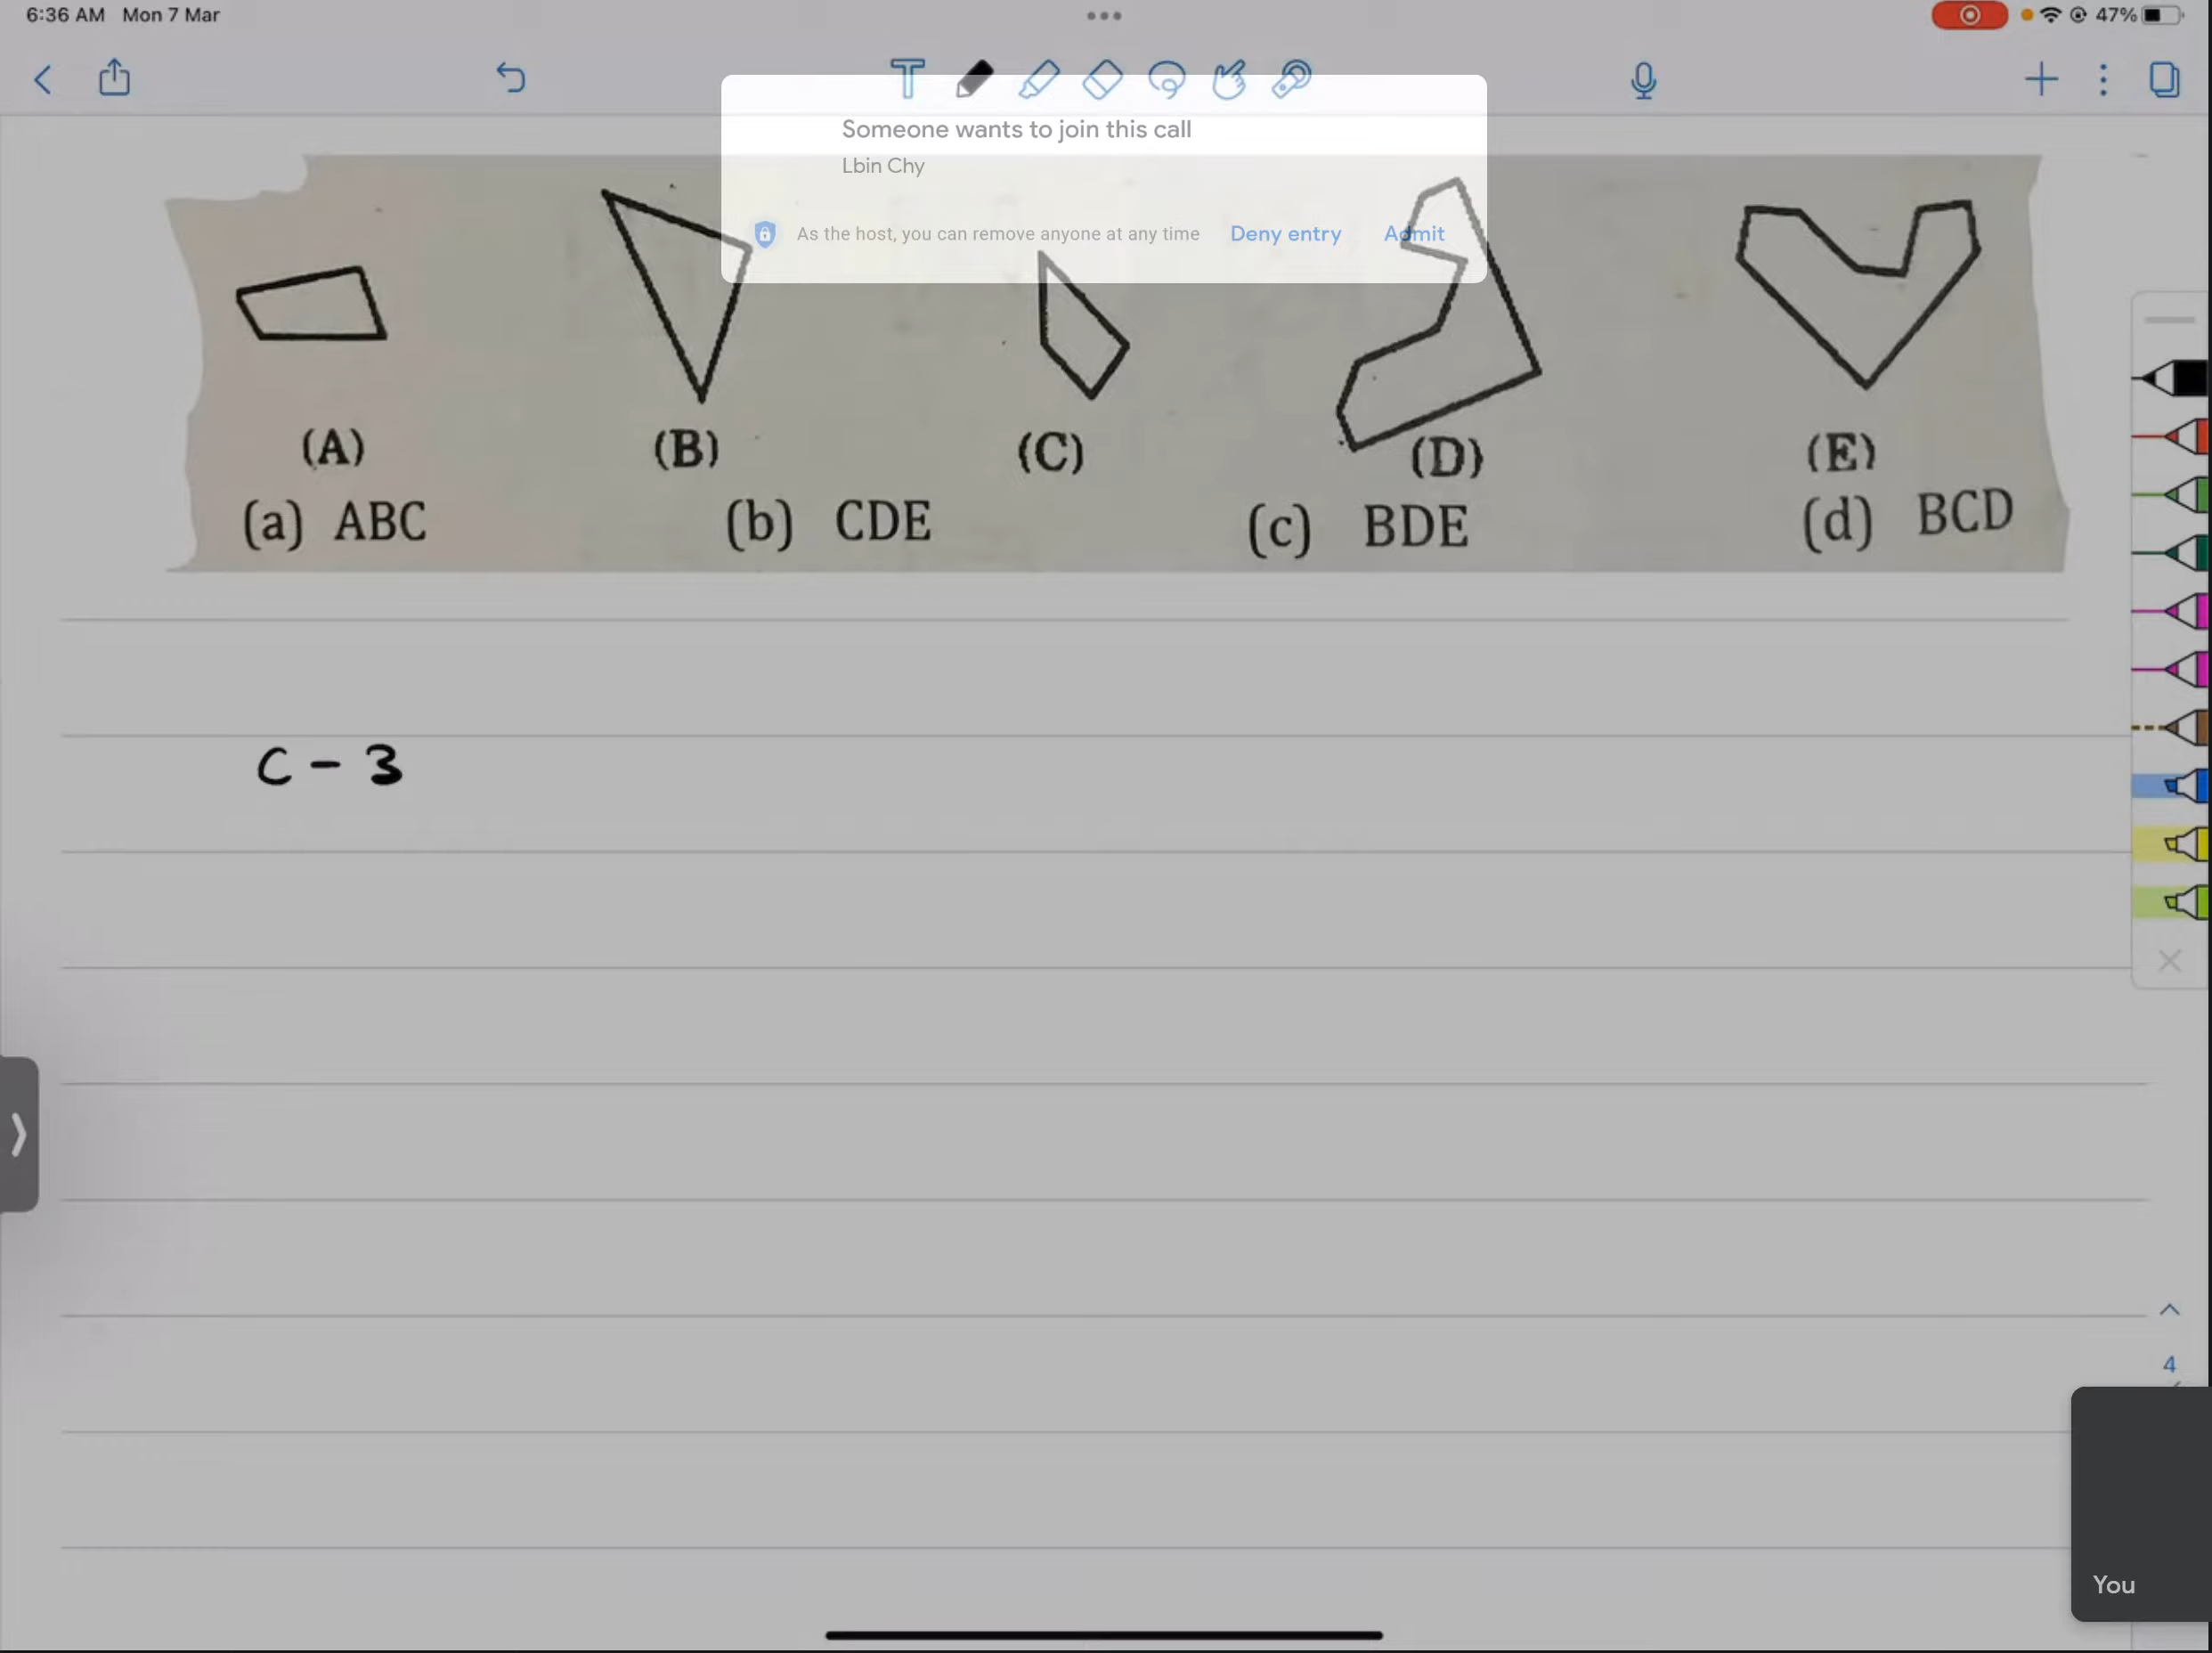 6:36 AM Mon 7 Mar
47%
Someone wants to join this call
Lbin Chy
As the host, you can remove anyone at any time Deny entry Admit
(A) (B) (C) (D) (E)
(a) ABC (b) CDE (c) BDE (d) BCD
C - 3
4
You